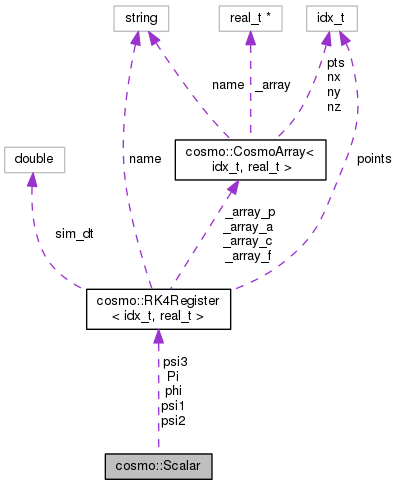 string
real_t *
idx_t
name
_array
pts
nx
ny
nz
double
cosmo::CosmoArray<
idx_t, real_t >
name
points
sim_dt
_array_p
_array_a
_array_c
_array_f
cosmo::RK4Register
< idx_t, real_t >
psi3
Pi
phi
psi1
psi2
cosmo::Scalar